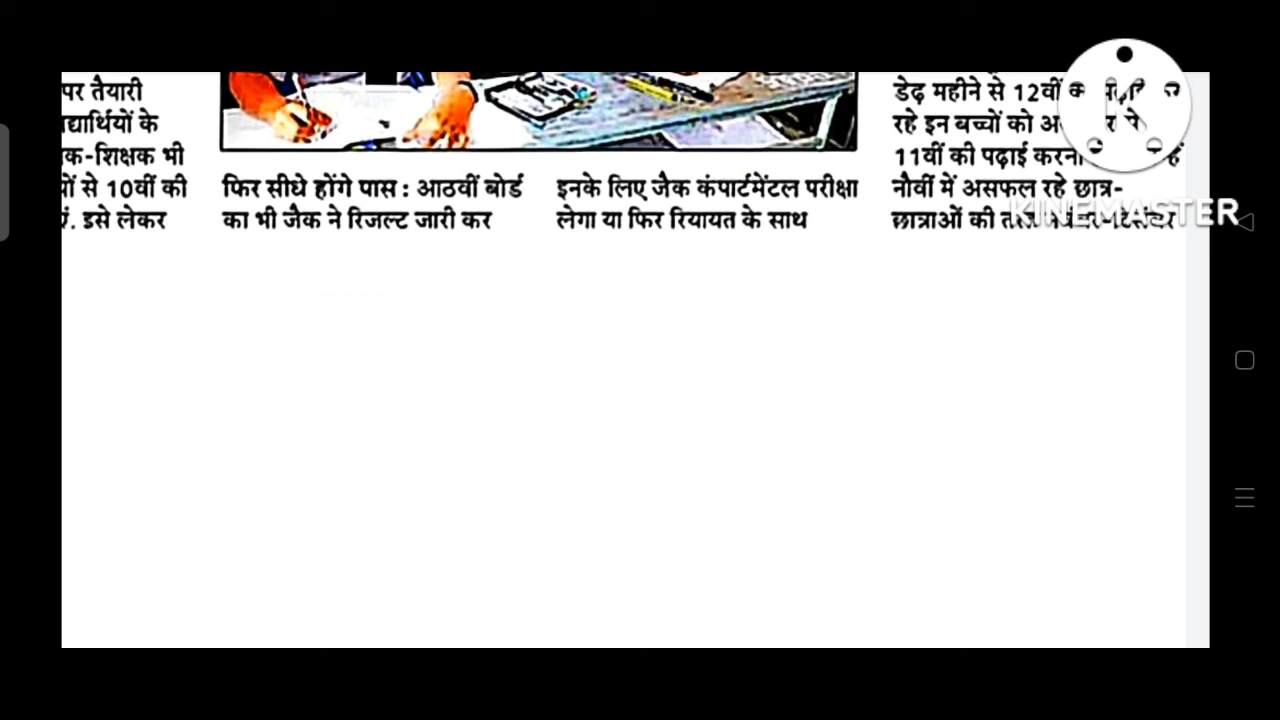 पर तैयारी
द्यार्थियों के
क-शिक्षक भी
से 10वीं की
इसे लेकर
फिर सीधे होंगे पास : आठवीं बोर्ड
का भी जैक ने रिजल्ट जारी कर
इनके लिए जैक कंपार्टमेंटल परीक्षा
लेगा या फिर रियायत के साथ
डेढ़ महीने से 12वीं
रहे इन बच्चों को
11वीं की पढ़ाई
नौवीं में असफल रहे छात्र-
छात्राओं की
KINEMASTER